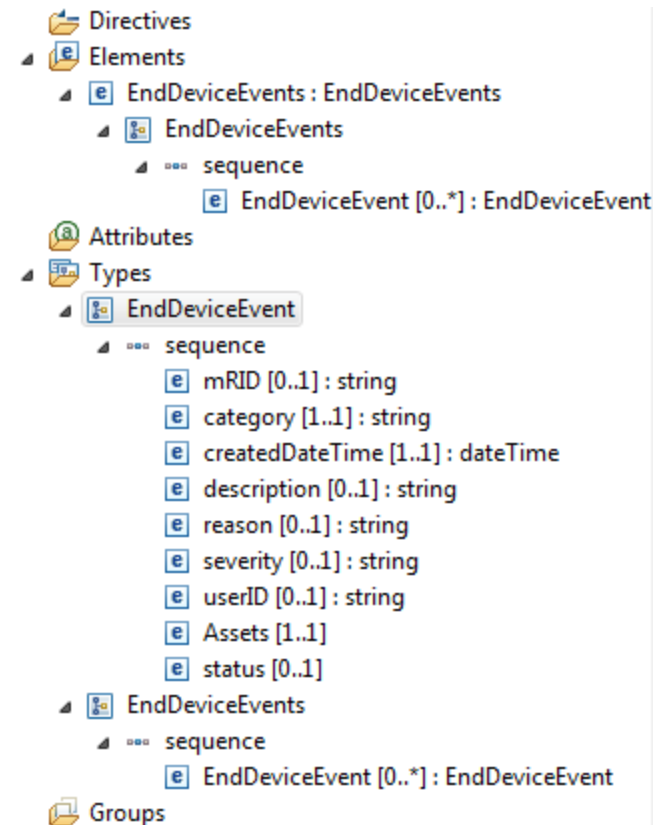 Directives
Elements
EndDeviceEvents : EndDeviceEvents
EndDeviceEvents
sequence
EndDeviceEvent [0..*] : EndDeviceEvent
Attributes
Types
EndDeviceEvent
sequence
mRID [0..1] : string
category [1..1] : string
createdDateTime [1..1] : dateTime
description [0..1] : string
reason [0..1] : string
severity [0..1] : string
userID [0..1] : string
Assets [1..1]
status [0..1]
EndDeviceEvents
sequence
EndDeviceEvent [0..*] : EndDeviceEvent
Groups